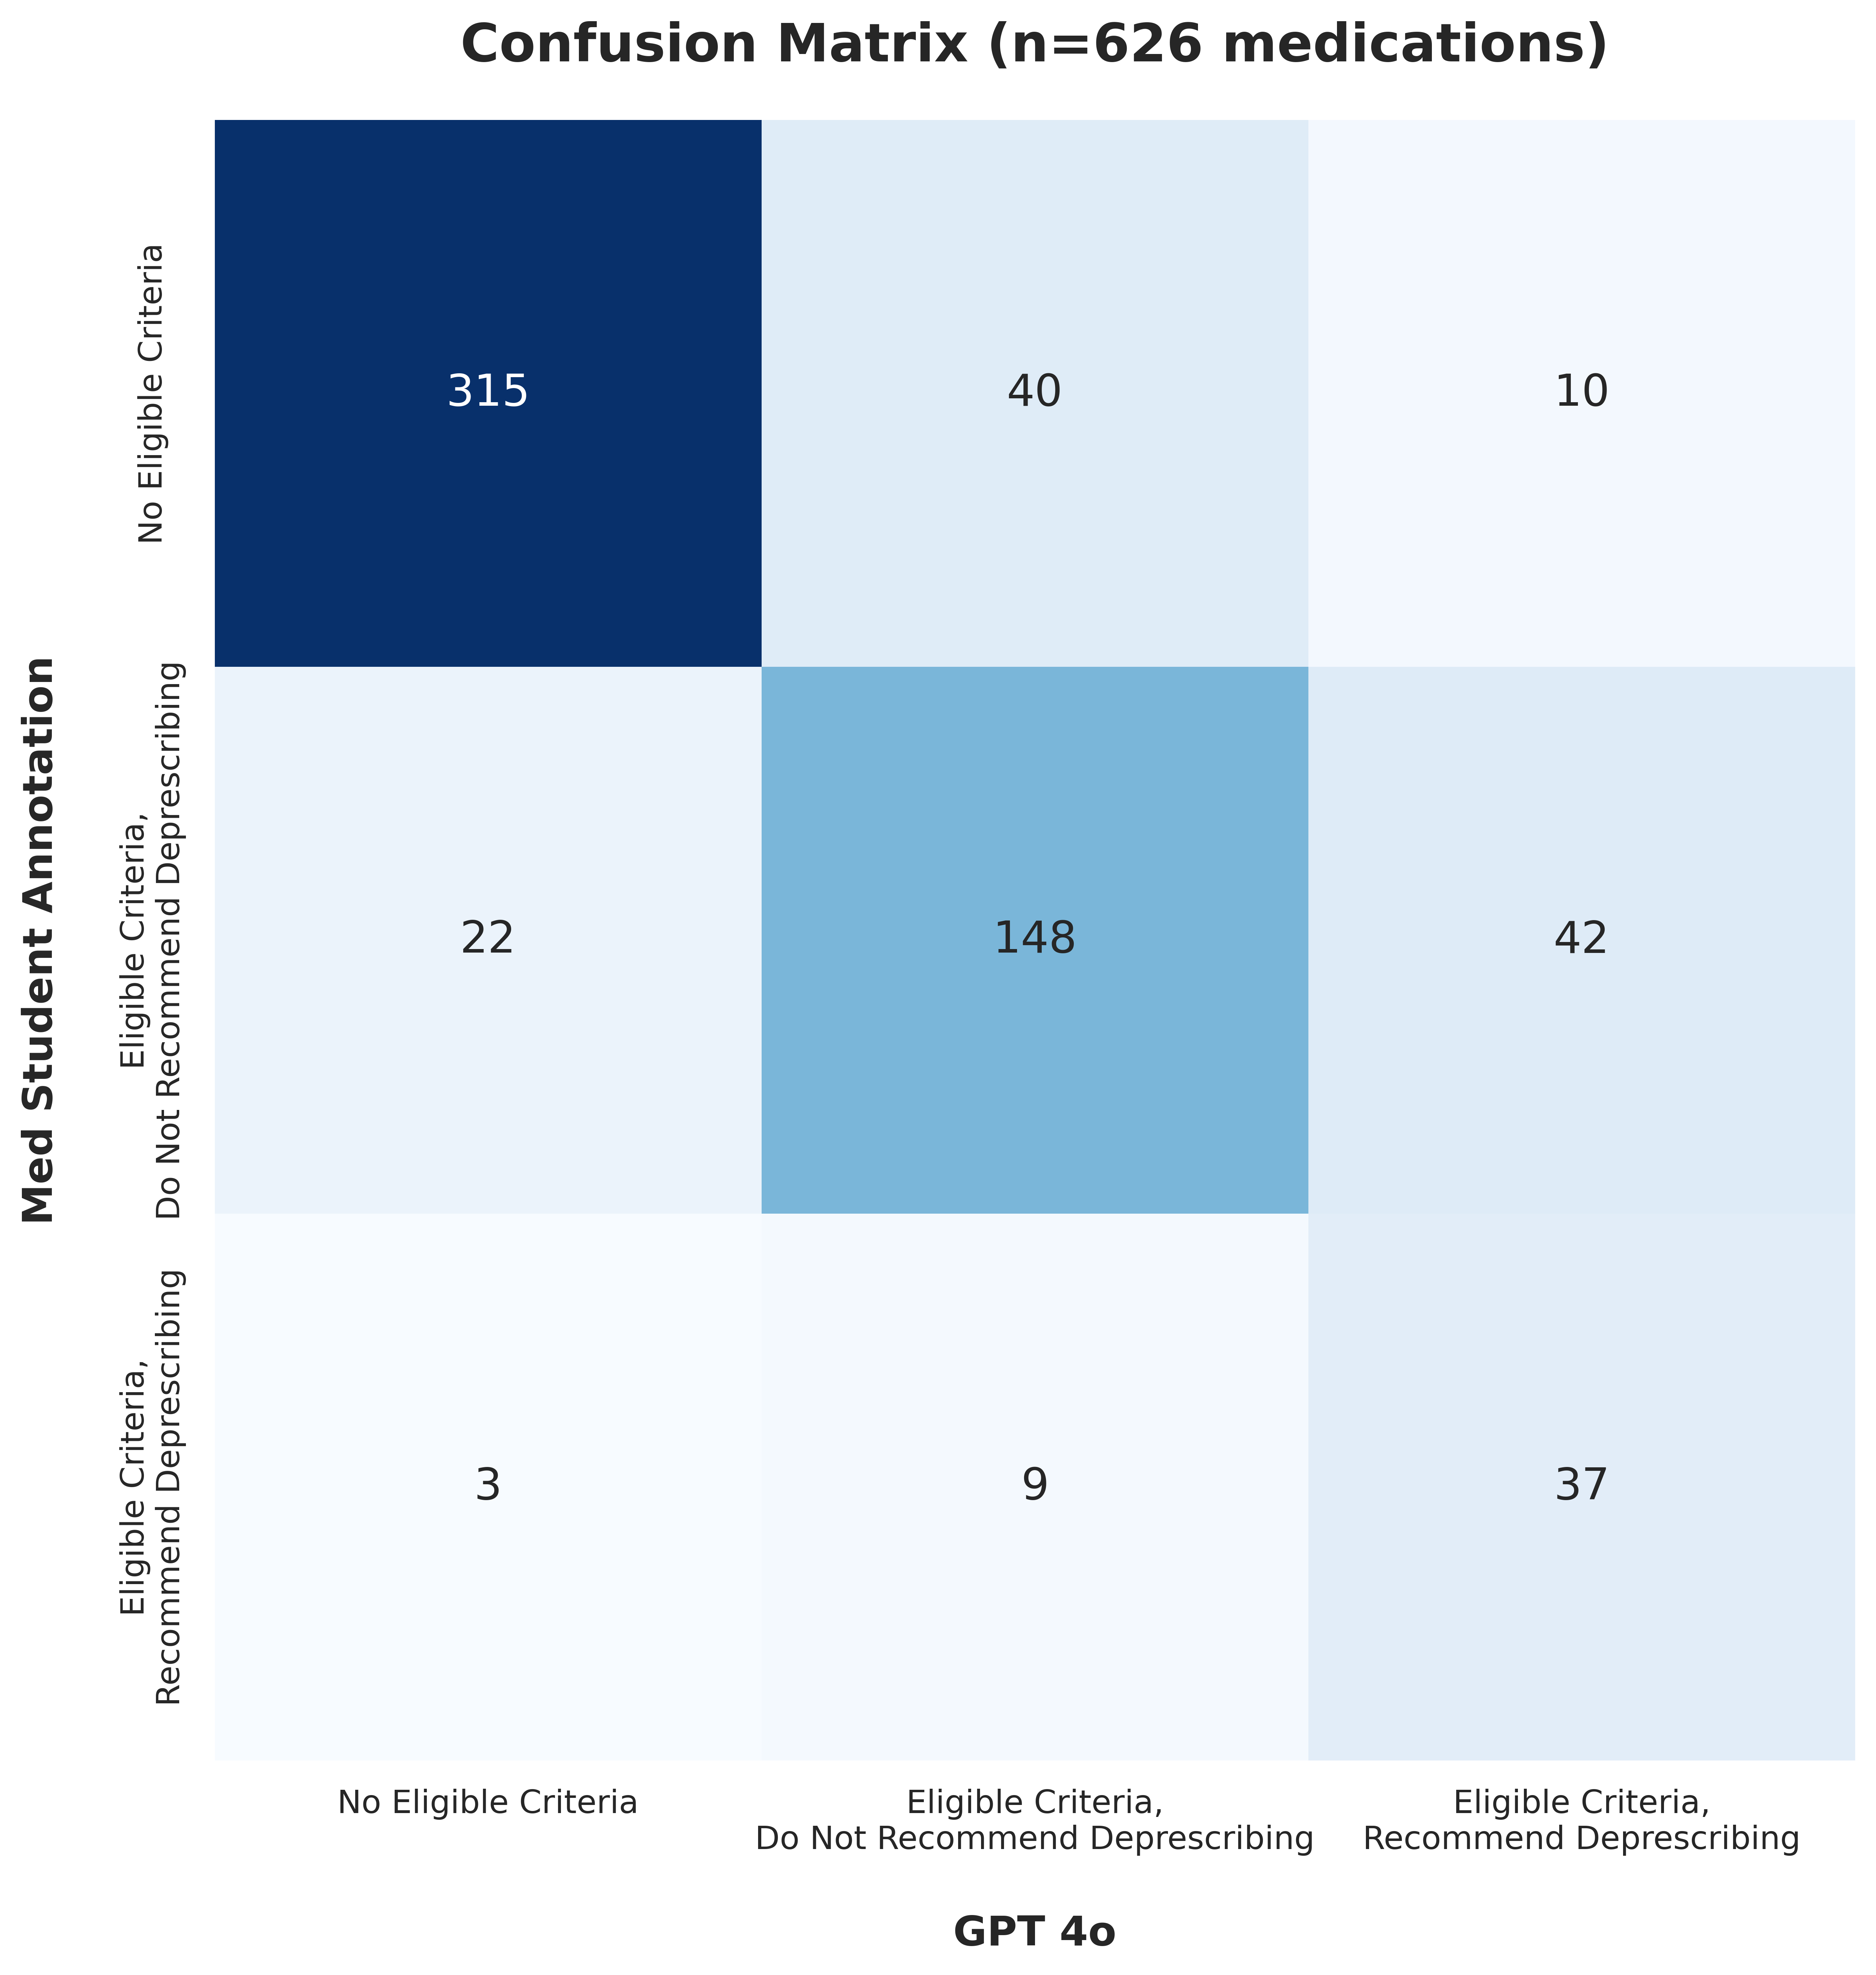 Confusion Matrix (n=626 medications)
Med Student Annotation
No Eligible Criteria
315
40
10
Eligible Criteria,
Do Not Recommend Deprescribing
22
148
42
Eligible Criteria,
Recommend Deprescribing
3
9
37
No Eligible Criteria
Eligible Criteria,
Do Not Recommend Deprescribing
Eligible Criteria,
Recommend Deprescribing
GPT 4o